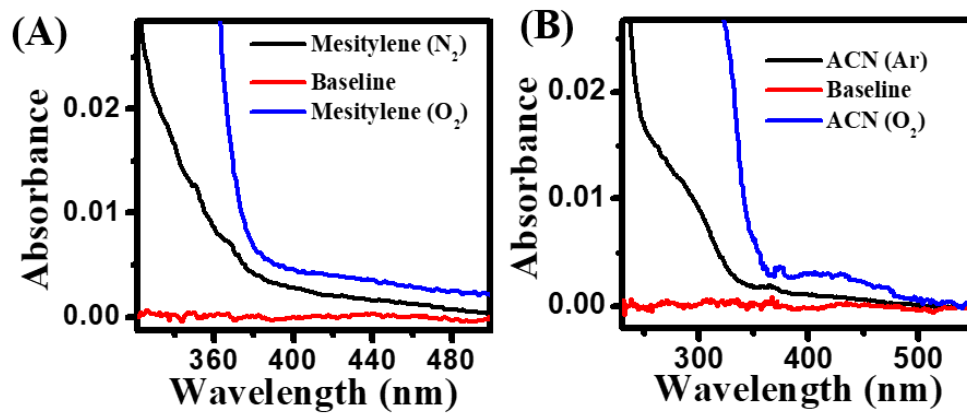 (A)
Mesitylene (N₂)
Baseline
Mesitylene (O₂)
Absorbance
0.02
0.01
0.00
360 400 440 480
Wavelength (nm)
(B)
ACN (Ar)
Baseline
ACN (O₂)
Absorbance
0.02
0.01
0.00
300 400 500
Wavelength (nm)